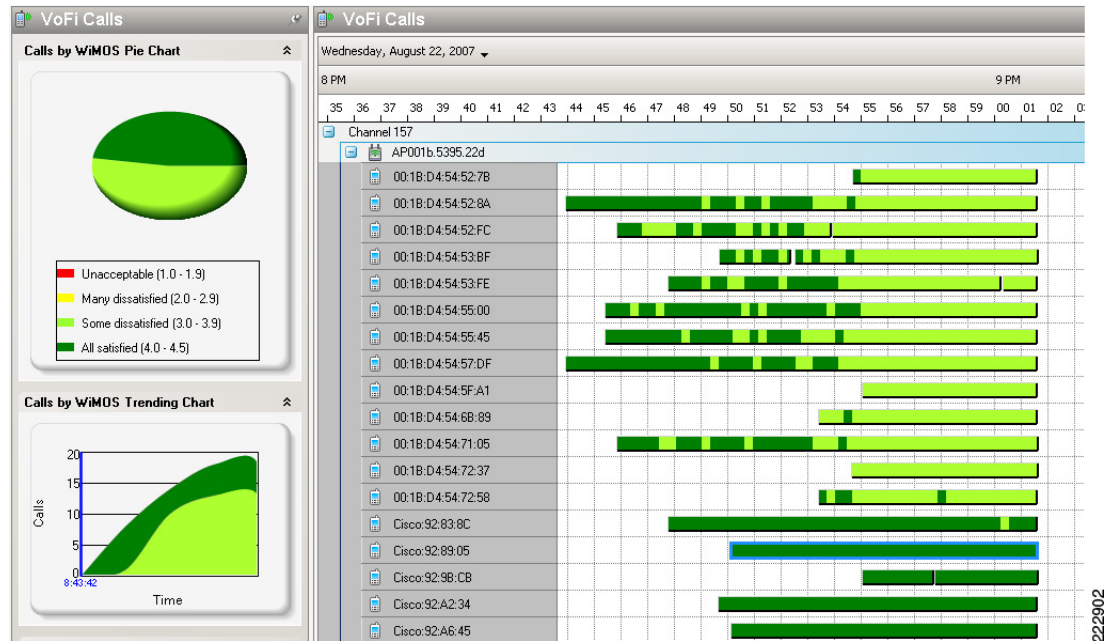 VoFi Calls
Calls by WiMOS Pie Chart
Unacceptable (1.0 - 1.9)
Many dissatisfied (2.0 - 2.9)
Some dissatisfied (3.0 - 3.9)
All satisfied (4.0 - 4.5)
Calls by WiMOS Trending Chart
20
15
10
5
0
Calls
8:43:42
Time
VoFi Calls
Wednesday, August 22, 2007
8 PM 9 PM
35 36 37 38 39 40 41 42 43 44 45 46 47 48 49 50 51 52 53 54 55 56 57 58 59 00 01 02
Channel 157
AP001b.5395.22d
00:1B:D4:54:52:7B
00:1B:D4:54:52:8A
00:1B:D4:54:52:FC
00:1B:D4:54:53:BF
00:1B:D4:54:53:FE
00:1B:D4:54:55:00
00:1B:D4:54:55:45
00:1B:D4:54:57:DF
00:1B:D4:54:5F:A1
00:1B:D4:54:6B:89
00:1B:D4:54:71:05
00:1B:D4:54:72:37
00:1B:D4:54:72:58
Cisco:92:83:8C
Cisco:92:89:05
Cisco:92:9B:CB
Cisco:92:A2:34
Cisco:92:A6:45
222902